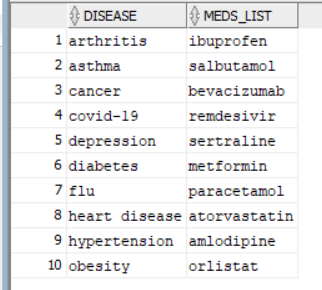 DISEASE MEDS_LIST
1 arthritis ibuprofen
2 asthma salbutamol
3 cancer bevacizumab
4 covid-19 remdesivir
5 depression sertraline
6 diabetes metformin
7 flu paracetamol
8 heart disease atorvastatin
9 hypertension amlodipine
10 obesity orlistat